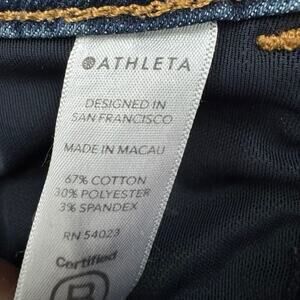 ATHLETA
DESIGNED IN
SAN FRANCISCO
MADE IN MACAU
67% COTTON
30% POLYESTER
3% SPANDEX
RN 54023
Certified
B